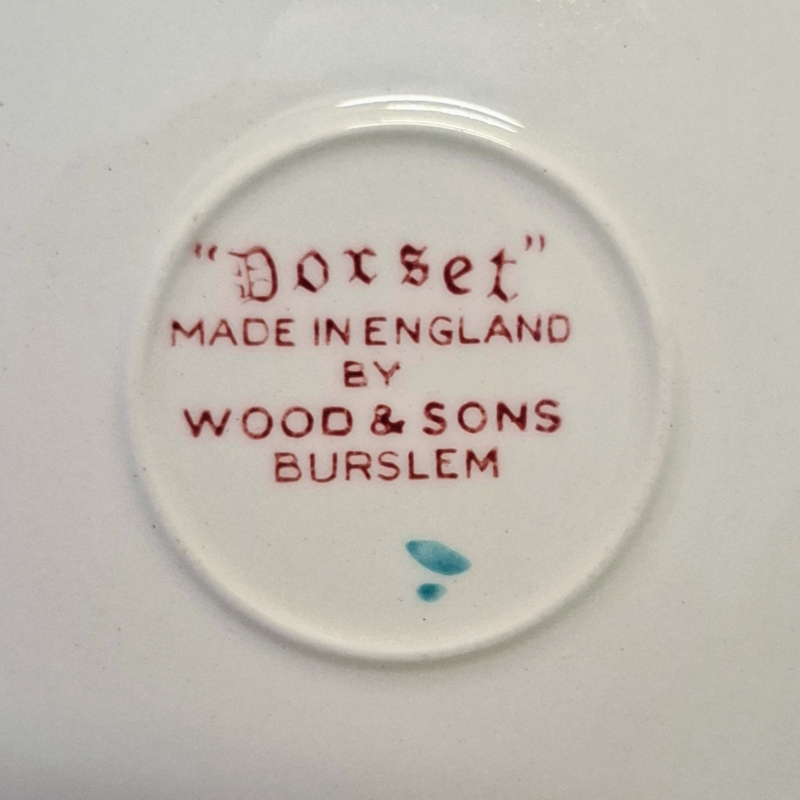 "Dorset"
MADE IN ENGLAND
BY
WOOD & SONS
BURSLEM